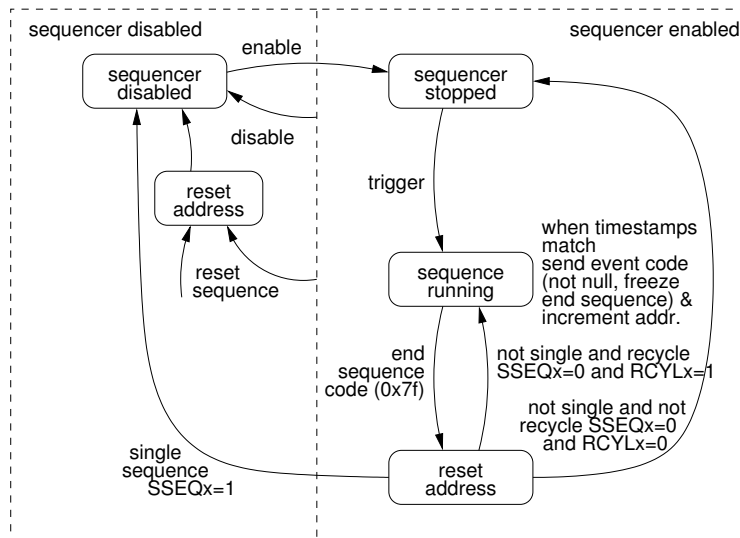 sequencer disabled
sequencer enabled
enable
sequencer
disabled
sequencer
stopped
disable
trigger
reset
address
reset
sequence
sequence
running
when timestamps
match
send event code
(not null, freeze
end sequence) &
increment addr.
end
sequence
code (0x7f)
not single and recycle
SSEQx=0 and RCYLx=1
not single and not
recycle SSEQx=0
and RCYLx=0
single
sequence
SSEQx=1
reset
address